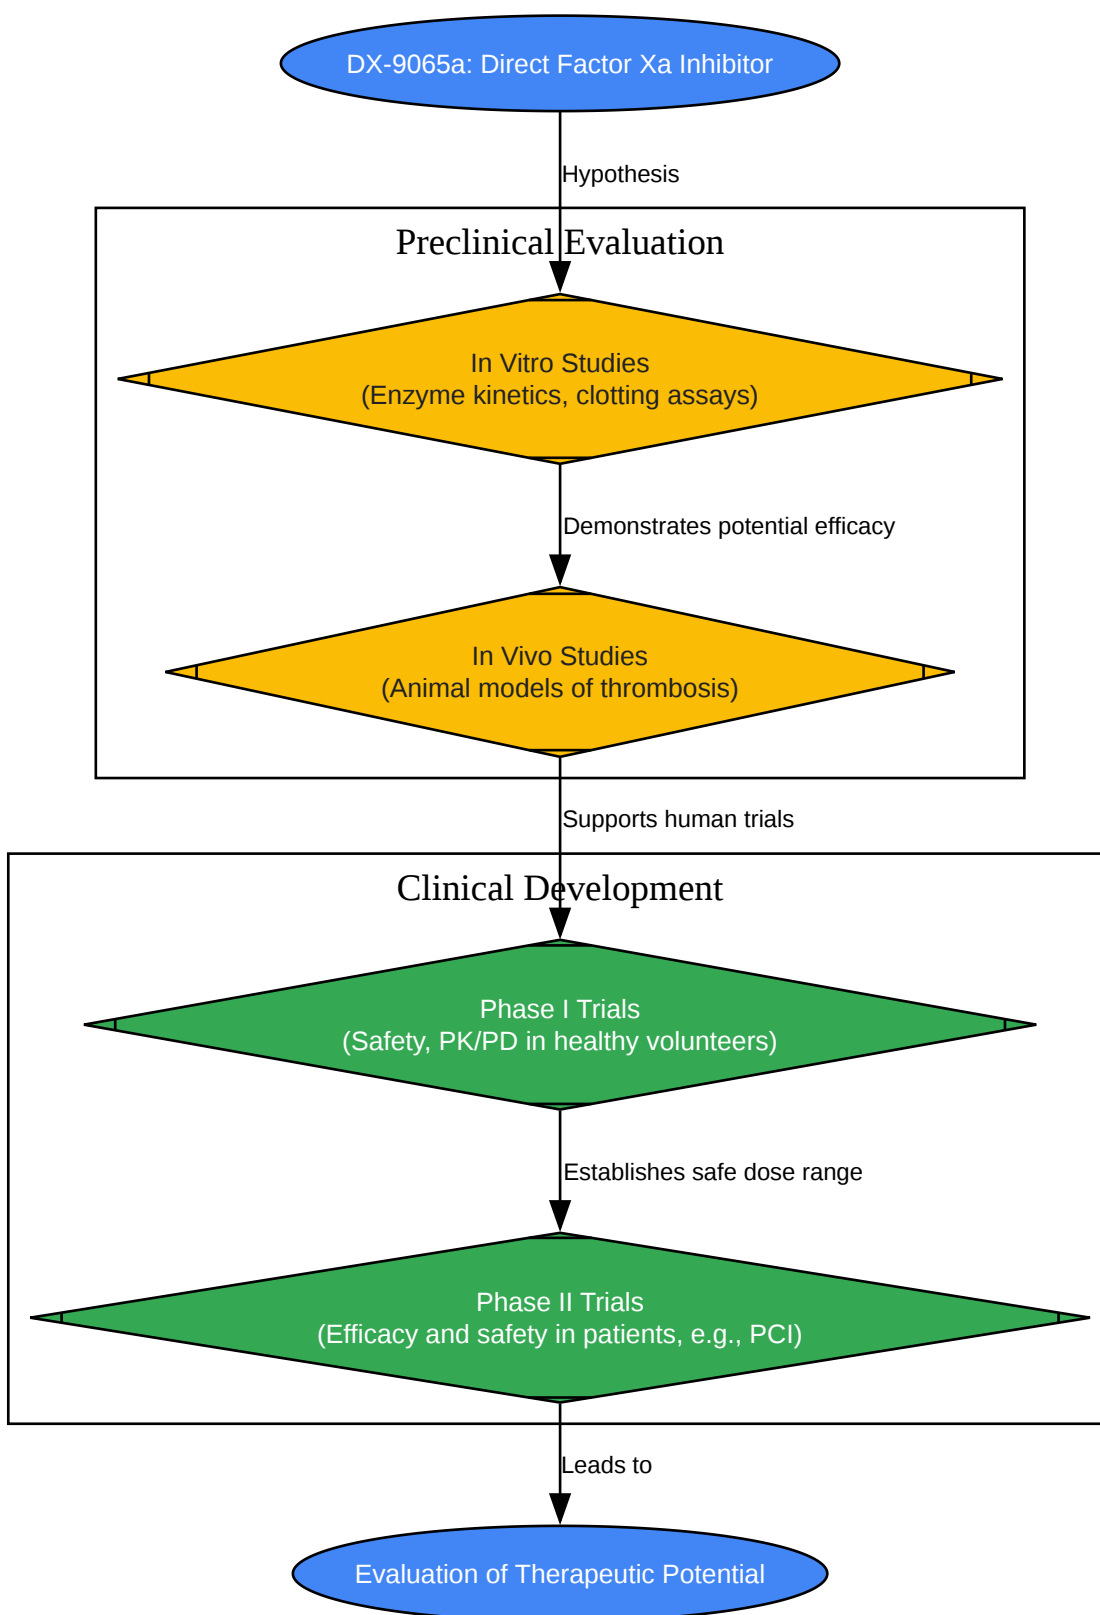 DX-9065a: Direct Factor Xa Inhibitor
Hypothesis
Preclinical Evaluation
In Vitro Studies
(Enzyme kinetics, clotting assays)
Demonstrates potential efficacy
In Vivo Studies
(Animal models of thrombosis)
Supports human trials
Clinical Development
Phase I Trials
(Safety, PK/PD in healthy volunteers)
Establishes safe dose range
Phase II Trials
(Efficacy and safety in patients, e.g., PCI)
Leads to
Evaluation of Therapeutic Potential